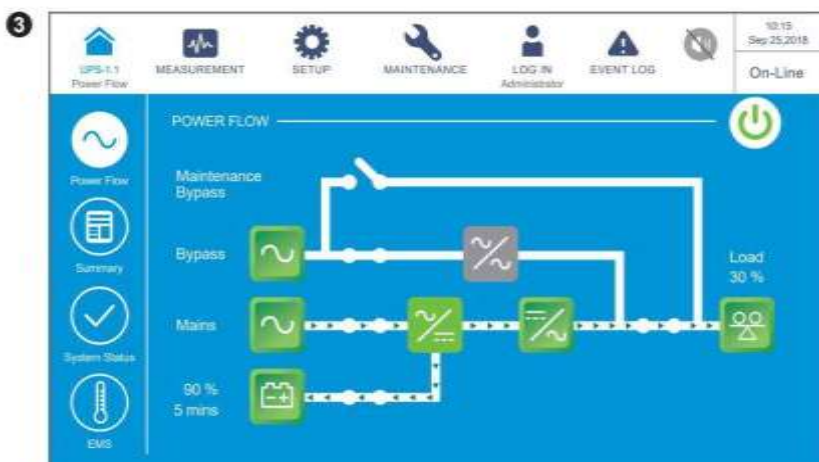 3
UPS-1.1
Power Flow
MEASUREMENT
SETUP
MAINTENANCE
LOG IN
Administrator
EVENT LOG
10:15
Sep 25,2018
On-Line
POWER FLOW
Power Flow
Summary
System Status
EMS
Maintenance
Bypass
Bypass
Load
30 %
Mains
90 %
5 mins